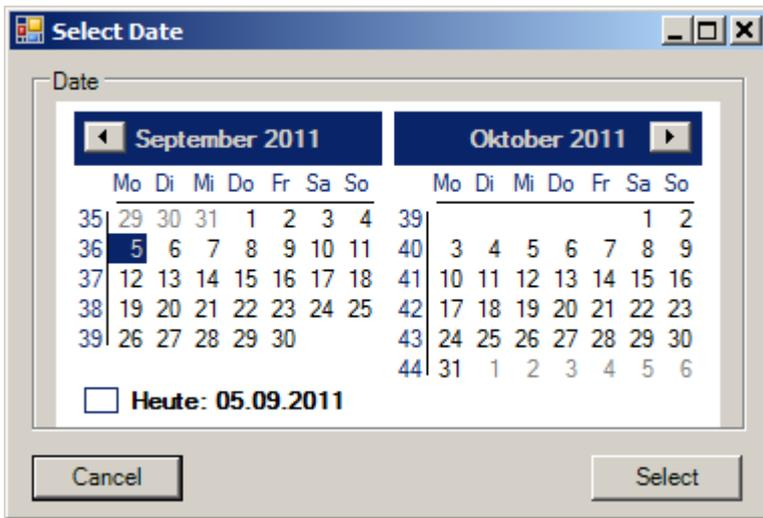 Select Date
Date
September 2011 Oktober 2011
Mo Di Mi Do Fr Sa So Mo Di Mi Do Fr Sa So
35 29 30 31 1 2 3 4 39 1 2
36 5 6 7 8 9 10 11 40 3 4 5 6 7 8 9
37 12 13 14 15 16 17 18 41 10 11 12 13 14 15 16
38 19 20 21 22 23 24 25 42 17 18 19 20 21 22 23
39 26 27 28 29 30 43 24 25 26 27 28 29 30
44 31 1 2 3 4 5 6
Heute: 05.09.2011
Cancel Select